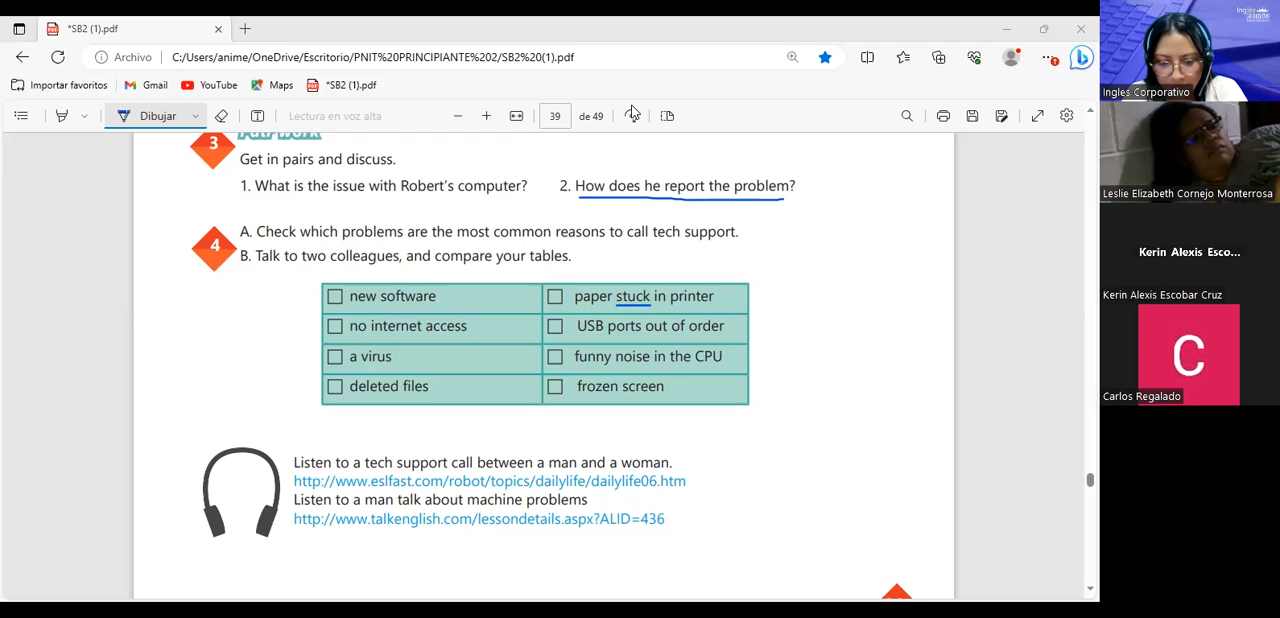 *SB2 (1).pdf
Archivo
C:/Users/anime/OneDrive/Escritorio/PNIT%20PRINCIPIANTE%202/SB2%20(1).pdf
Importar favoritos
Gmail
YouTube
Maps
*SB2 (1).pdf
Dibujar
Lectura en voz alta
39
de 49
3
Pair work
Get in pairs and discuss.
1. What is the issue with Robert's computer?
2. How does he report the problem?
4
A. Check which problems are the most common reasons to call tech support.
B. Talk to two colleagues, and compare your tables.
new software
paper stuck in printer
no internet access
USB ports out of order
a virus
funny noise in the CPU
deleted files
frozen screen
Listen to a tech support call between a man and a woman.
http://www.eslfast.com/robot/topics/dailylife/dailylife06.htm
Listen to a man talk about machine problems
http://www.talkenglish.com/lessondetails.aspx?ALID=436
Ingles Corporativo
Leslie Elizabeth Cornejo Monterrosa
Kerin Alexis Esco...
Kerin Alexis Escobar Cruz
C
Carlos Regalado